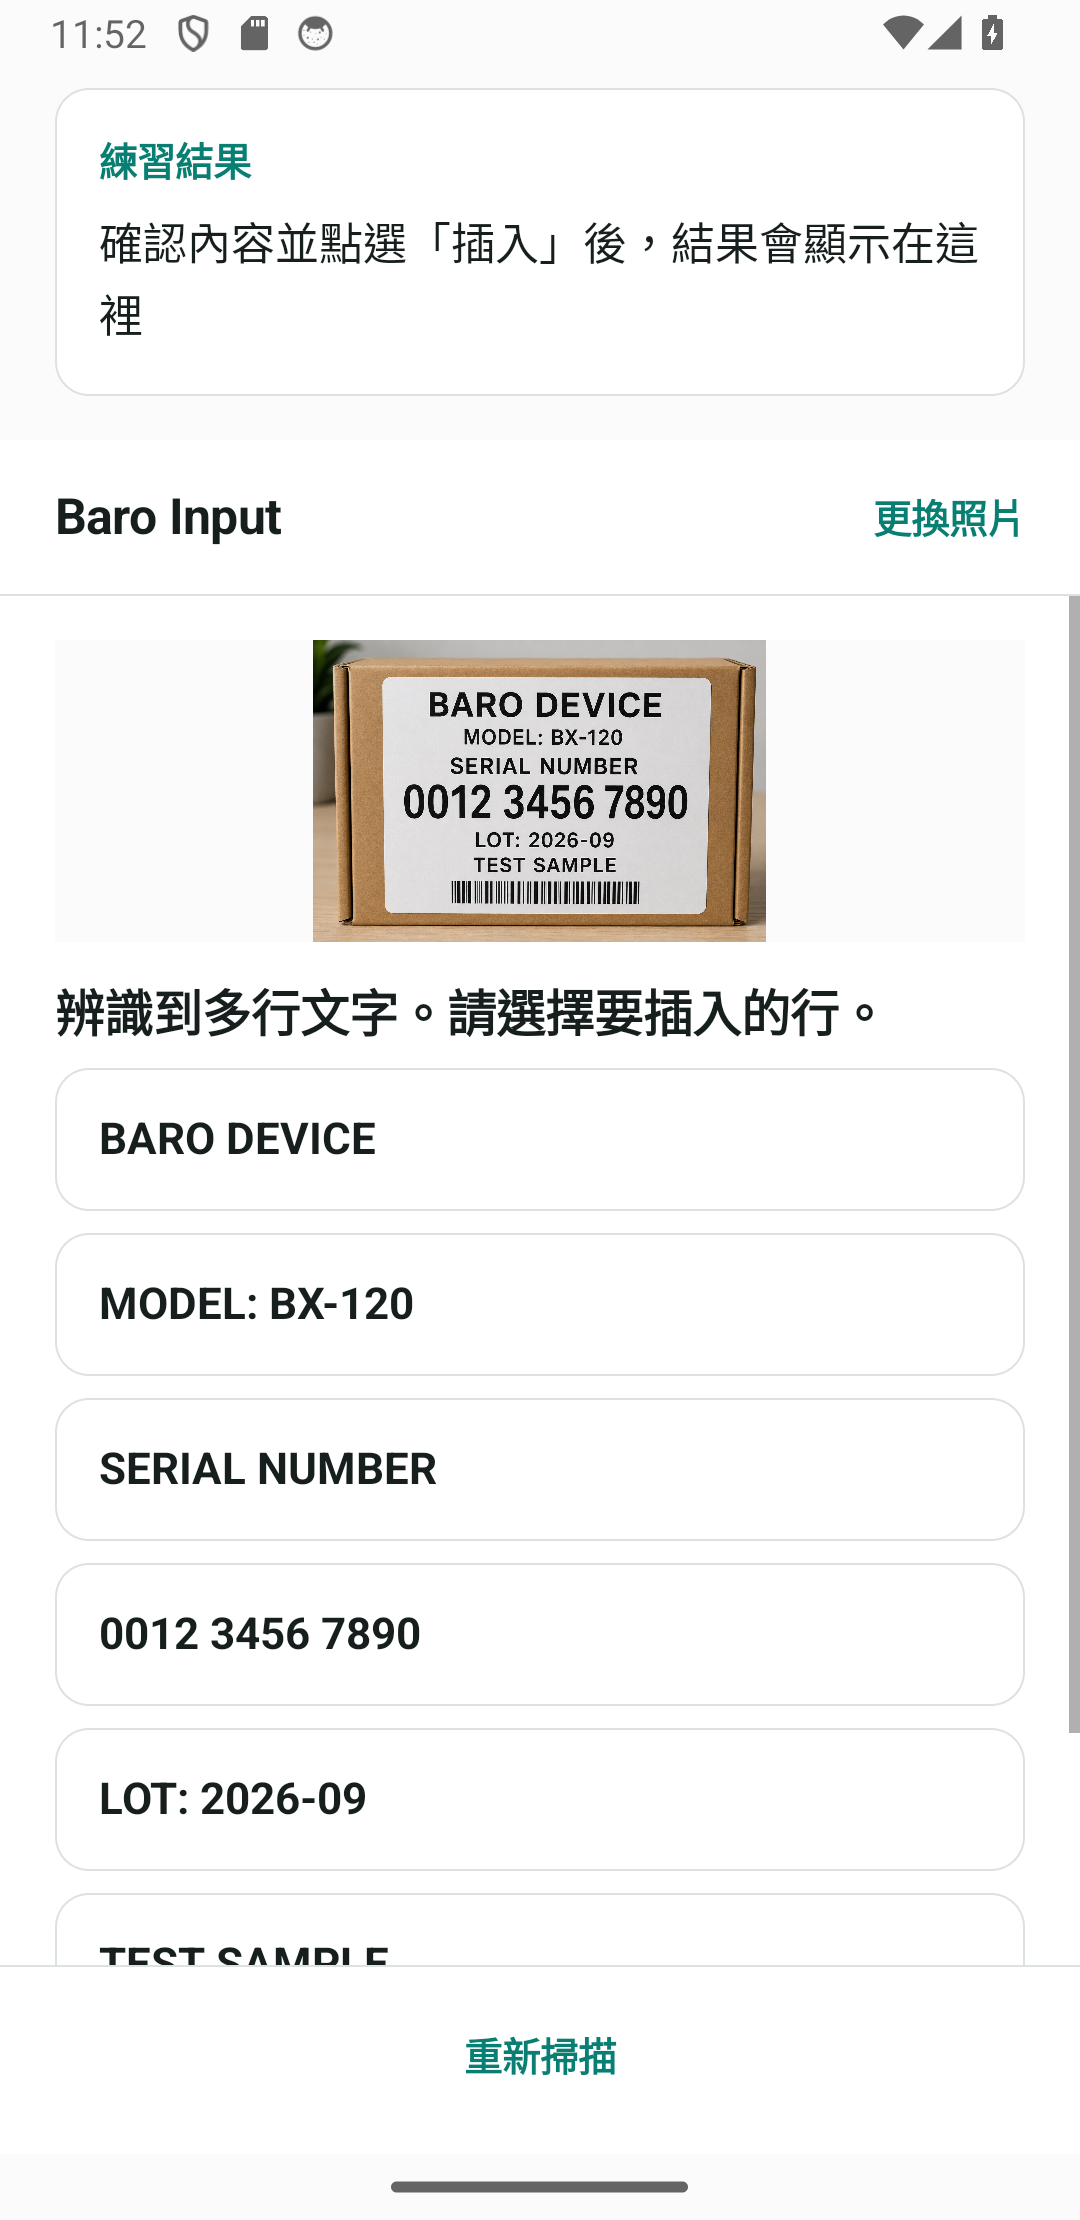 11:52
練習結果
確認內容並點選「插入」後，結果會顯示在這
裡
Baro Input
更換照片
BARO DEVICE
MODEL: BX-120
SERIAL NUMBER
0012 3456 7890
LOT: 2026-09
TEST SAMPLE
辨識到多行文字。請選擇要插入的行。
BARO DEVICE
MODEL: BX-120
SERIAL NUMBER
0012 3456 7890
LOT: 2026-09
TEST SAMPLE
重新掃描